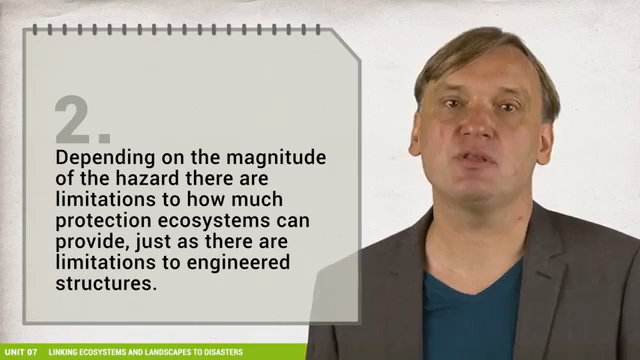 2.
Depending on the magnitude
of the hazard there are
limitations to how much
protection ecosystems can
provide, just as there are
limitations to engineered
structures.
UNIT 07 LINKING ECOSYSTEMS AND LANDSCAPES TO DISASTERS